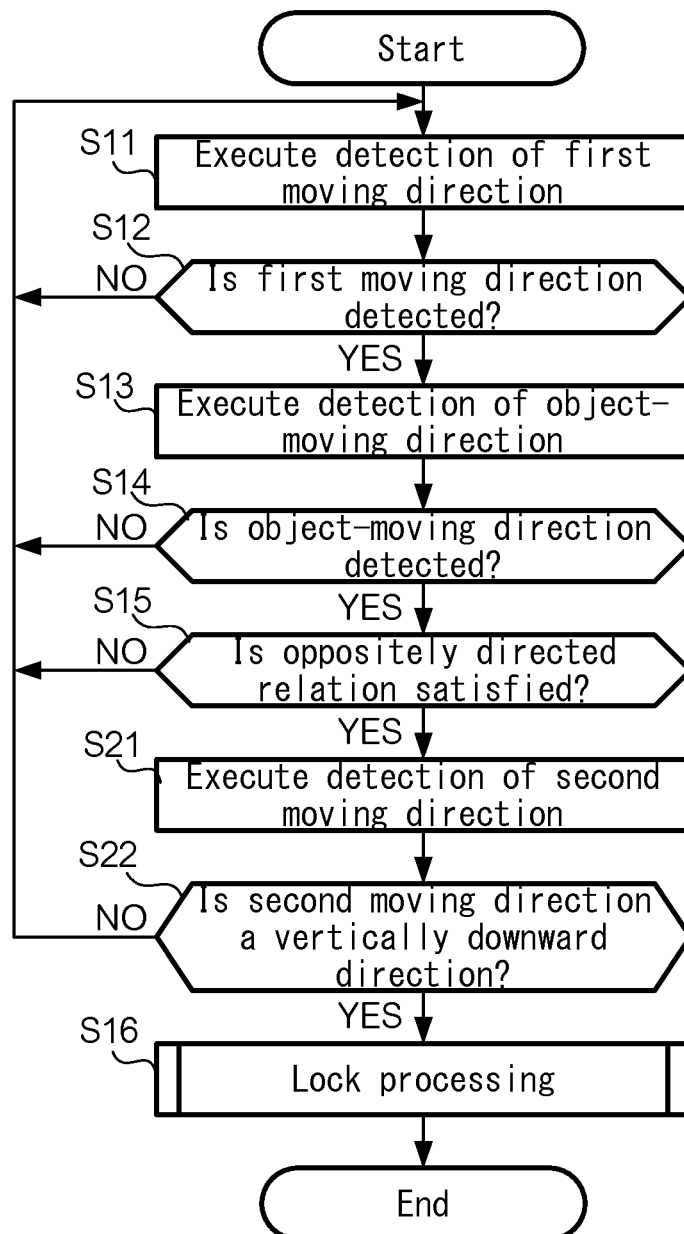 Start
S11
Execute detection of first
moving direction
S12
NO
Is first moving direction
detected?
YES
S13
Execute detection of object-
moving direction
S14
NO
Is object-moving direction
detected?
YES
S15
NO
Is oppositely directed
relation satisfied?
YES
S21
Execute detection of second
moving direction
S22
NO
Is second moving direction
a vertically downward
direction?
YES
S16
Lock processing
End